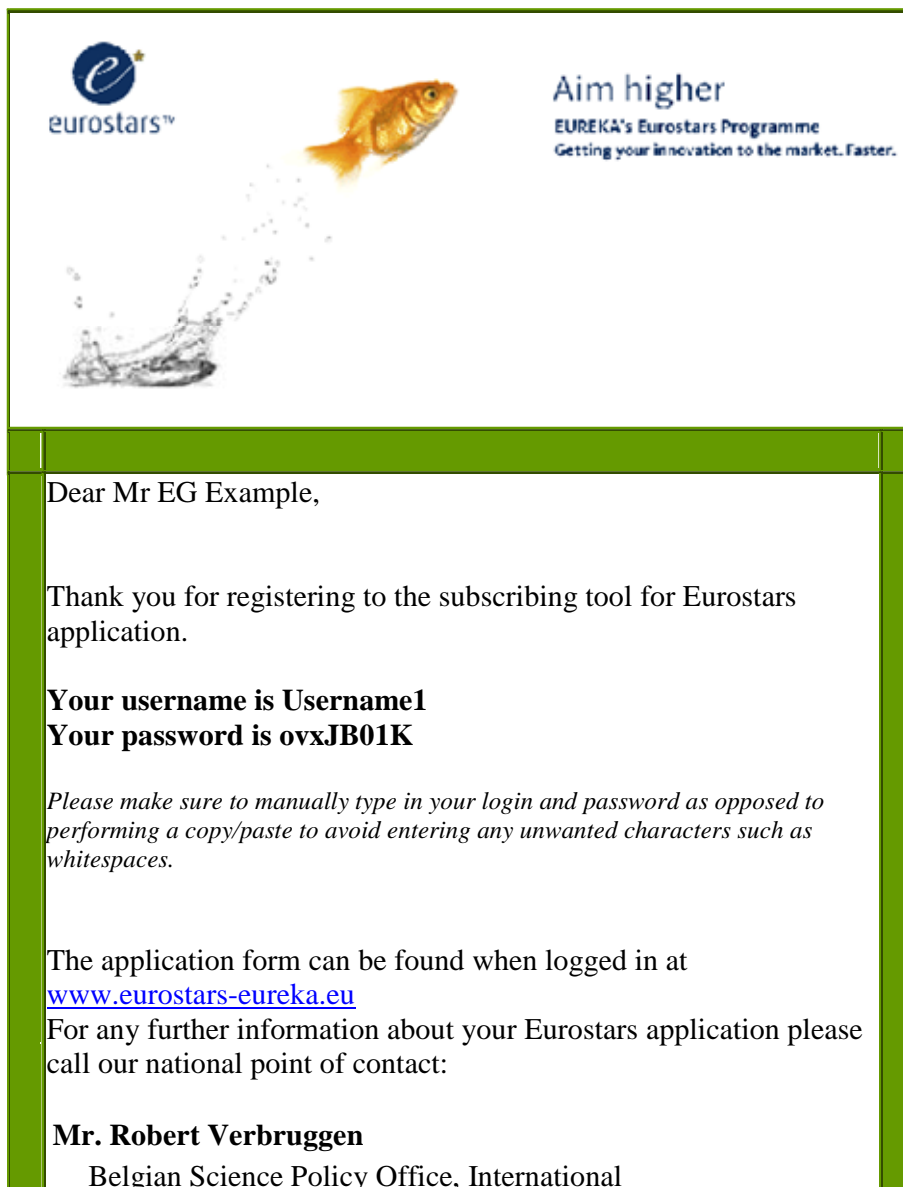 eurostars™
Aim higher
EUREKA's Eurostars Programme
Getting your innovation to the market. Faster.
Dear Mr EG Example,
Thank you for registering to the subscribing tool for Eurostars
application.
Your username is Username1
Your password is ovxJB01K
Please make sure to manually type in your login and password as opposed to
performing a copy/paste to avoid entering any unwanted characters such as
whitespaces.
The application form can be found when logged in at
www.eurostars-eureka.eu
For any further information about your Eurostars application please
call our national point of contact:
Mr. Robert Verbruggen
Belgian Science Policy Office, International